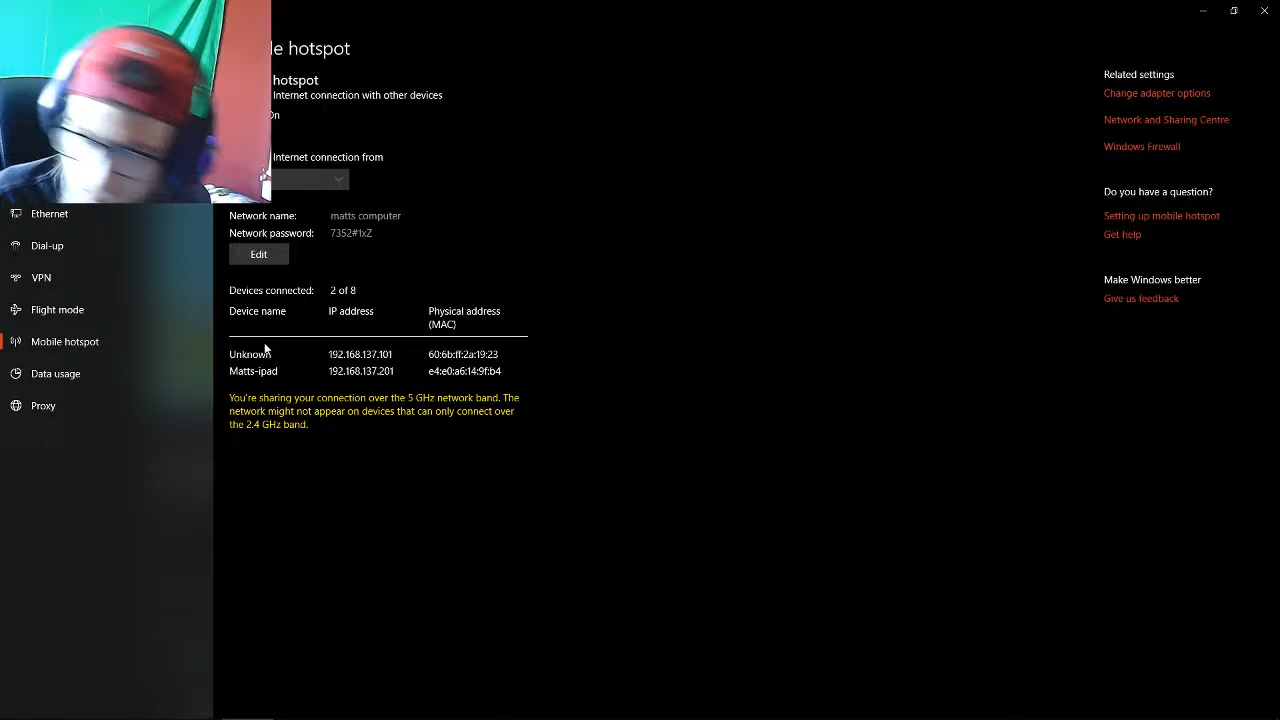 le hotspot
hotspot
Internet connection with other devices
On
Internet connection from
Network name: matts computer
Network password: 7352#1xZ
Edit
Devices connected: 2 of 8
Device name IP address Physical address
(MAC)
Unknown 192.168.137.101 60:6b:ff:2a:19:23
Matts-ipad 192.168.137.201 e4:e0:a6:14:9f:b4
You're sharing your connection over the 5 GHz network band. The
network might not appear on devices that can only connect over
the 2.4 GHz band.
Ethernet
Dial-up
VPN
Flight mode
Mobile hotspot
Data usage
Proxy
Related settings
Change adapter options
Network and Sharing Centre
Windows Firewall
Do you have a question?
Setting up mobile hotspot
Get help
Make Windows better
Give us feedback